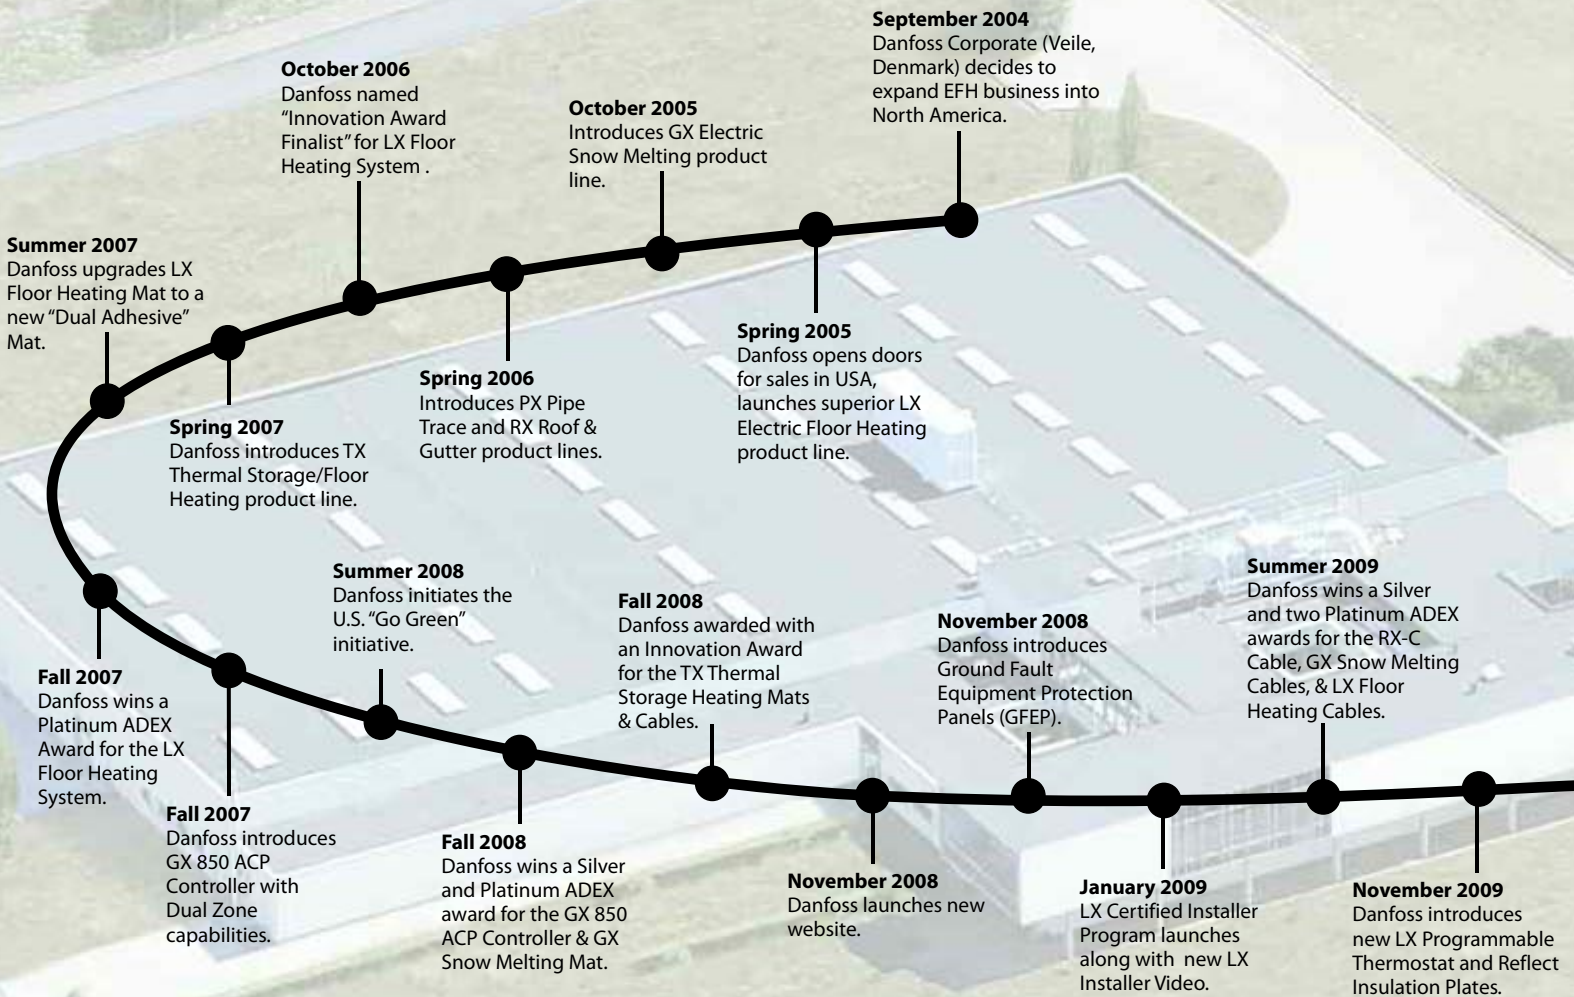 September 2004
Danfoss Corporate (Veile,
Denmark) decides to
expand EFH business into
North America.
Spring 2005
Danfoss opens doors
for sales in USA,
launches superior LX
Electric Floor Heating
product line.
October 2005
Introduces GX Electric
Snow Melting product
line.
Spring 2006
Introduces PX Pipe
Trace and RX Roof &
Gutter product lines.
October 2006
Danfoss named
“Innovation Award
Finalist” for LX Floor
Heating System .
Spring 2007
Danfoss introduces TX
Thermal Storage/Floor
Heating product line.
Summer 2007
Danfoss upgrades LX
Floor Heating Mat to a
new “Dual Adhesive”
Mat.
Fall 2007
Danfoss wins a
Platinum ADEX
Award for the LX
Floor Heating
System.
Fall 2007
Danfoss introduces
GX 850 ACP
Controller with
Dual Zone
capabilities.
Summer 2008
Danfoss initiates the
U.S. “Go Green”
initiative.
Fall 2008
Danfoss wins a Silver
and Platinum ADEX
award for the GX 850
ACP Controller & GX
Snow Melting Mat.
Fall 2008
Danfoss awarded with
an Innovation Award
for the TX Thermal
Storage Heating Mats
& Cables.
November 2008
Danfoss launches new
website.
November 2008
Danfoss introduces
Ground Fault
Equipment Protection
Panels (GFEP).
January 2009
LX Certified Installer
Program launches
along with  new LX
Installer Video.
Summer 2009
Danfoss wins a Silver
and two Platinum ADEX
awards for the RX-C
Cable, GX Snow Melting
Cables, & LX Floor
Heating Cables.
November 2009
Danfoss introduces
new LX Programmable
Thermostat and Reflect
Insulation Plates.